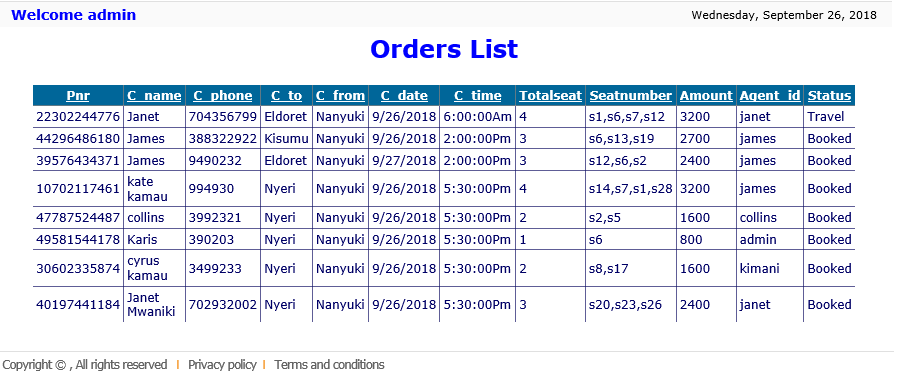 Welcome admin
Wednesday, September 26, 2018
Orders List
Pnr C_name C_phone C_to C_from C_date C_time Totalseat Seatnumber Amount Agent_id Status
22302244776 Janet 704356799 Eldoret Nanyuki 9/26/2018 6:00:00Am 4 s1,s6,s7,s12 3200 janet Travel
44296486180 James 388322922 Kisumu Nanyuki 9/26/2018 2:00:00Pm 3 s6,s13,s19 2700 james Booked
39576434371 James 9490232 Eldoret Nanyuki 9/27/2018 2:00:00Pm 3 s12,s6,s2 2400 james Booked
10702117461 kate kamau 994930 Nyeri Nanyuki 9/26/2018 5:30:00Pm 4 s14,s7,s1,s28 3200 james Booked
47787524487 collins 3992321 Nyeri Nanyuki 9/26/2018 5:30:00Pm 2 s2,s5 1600 collins Booked
49581544178 Karis 390203 Nyeri Nanyuki 9/26/2018 5:30:00Pm 1 s6 800 admin Booked
30602335874 cyrus kamau 3499233 Nyeri Nanyuki 9/26/2018 5:30:00Pm 2 s8,s17 1600 kimani Booked
40197441184 Janet Mwaniki 702932002 Nyeri Nanyuki 9/26/2018 5:30:00Pm 3 s20,s23,s26 2400 janet Booked
Copyright © , All rights reserved | Privacy policy | Terms and conditions